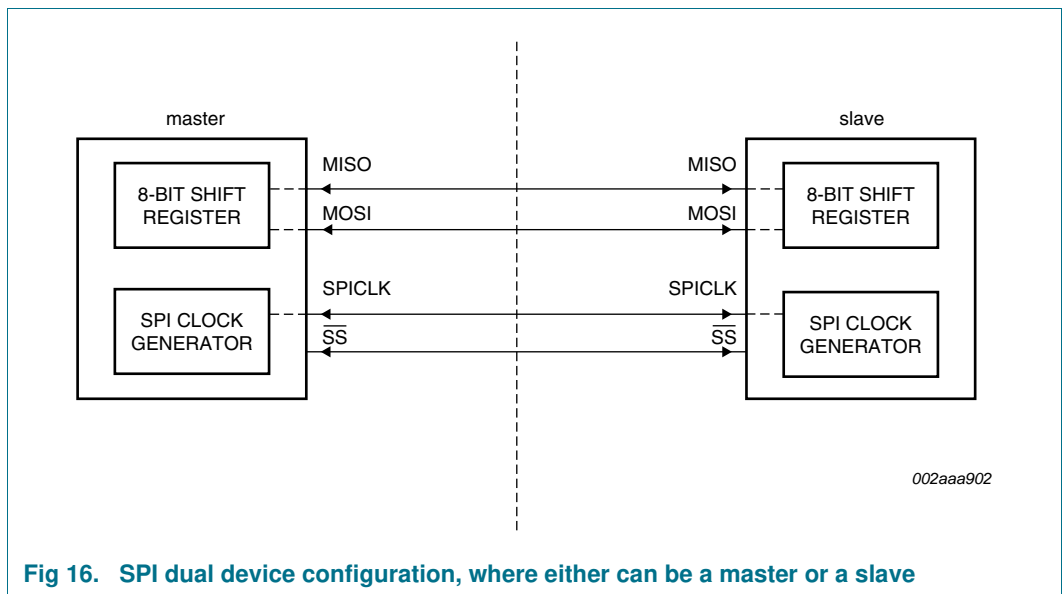 master
slave
MISO
MISO
8-BIT SHIFT
REGISTER
8-BIT SHIFT
REGISTER
MOSI
MOSI
SPICLK
SPICLK
SPI CLOCK
GENERATOR
SPI CLOCK
GENERATOR
SS
SS
002aaa902
Fig 16. SPI dual device configuration, where either can be a master or a slave